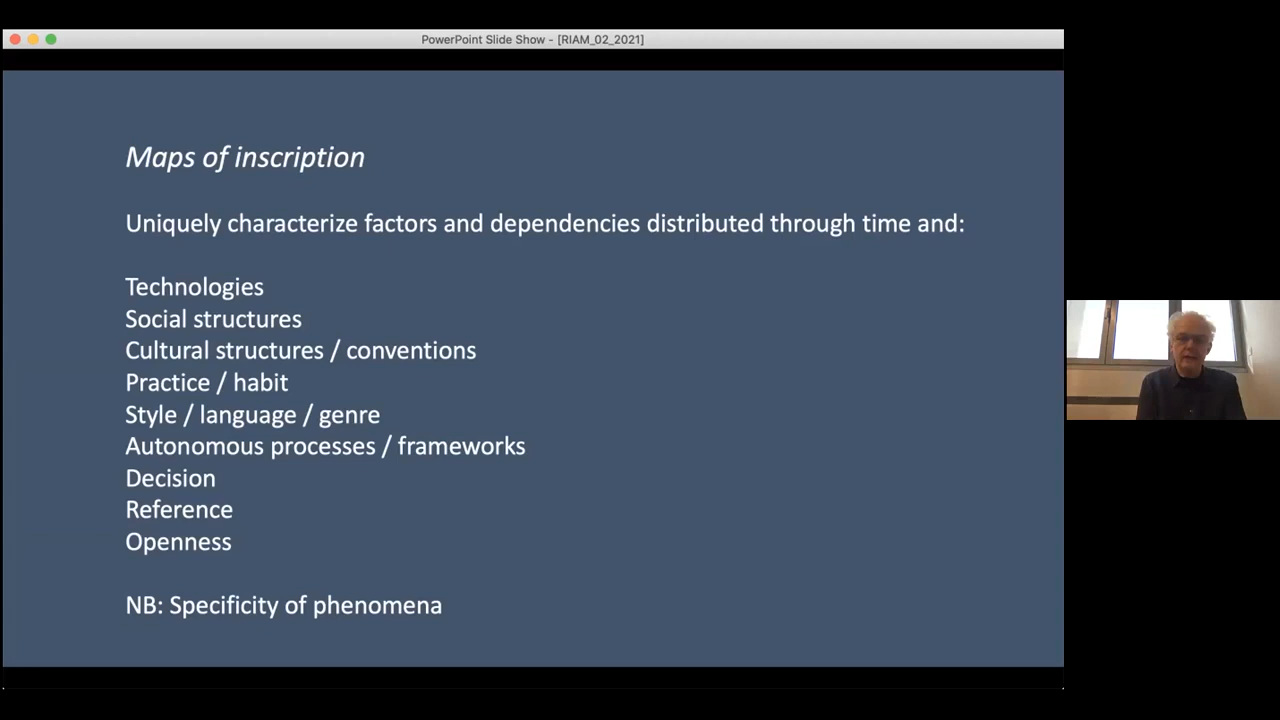 PowerPoint Slide Show - [RIAM_02_2021]
Maps of inscription
Uniquely characterize factors and dependencies distributed through time and:
Technologies
Social structures
Cultural structures / conventions
Practice / habit
Style / language / genre
Autonomous processes / frameworks
Decision
Reference
Openness
NB: Specificity of phenomena